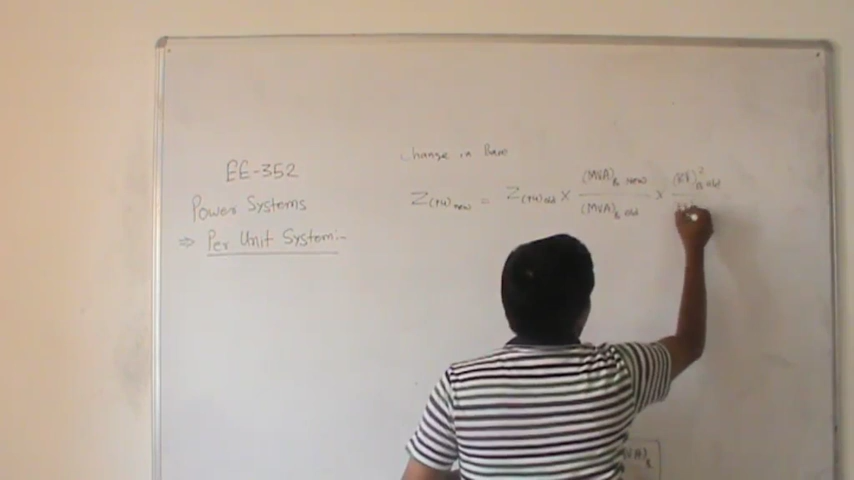 EE-352
Power Systems
⇒ Per Unit System:-
Change in Base
Z(PU)new = Z(PU)old × (MVA)B new / (MVA)B old × (KV)²B old /
VA)B